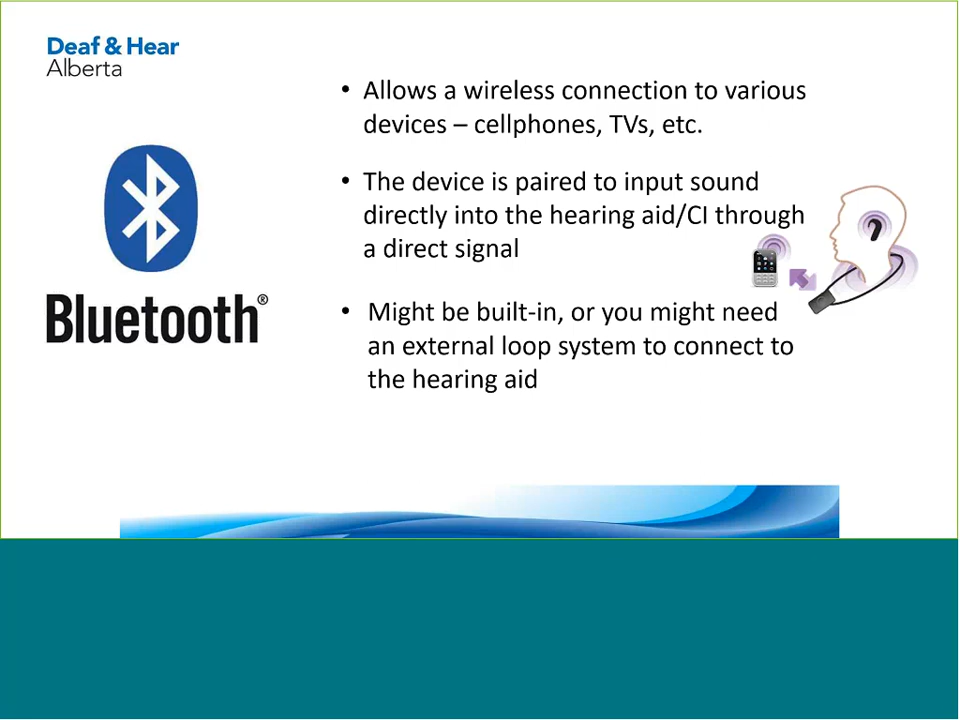 Deaf & Hear
Alberta
• Allows a wireless connection to various
devices – cellphones, TVs, etc.
• The device is paired to input sound
directly into the hearing aid/CI through
a direct signal
• Might be built-in, or you might need
an external loop system to connect to
the hearing aid
Bluetooth®